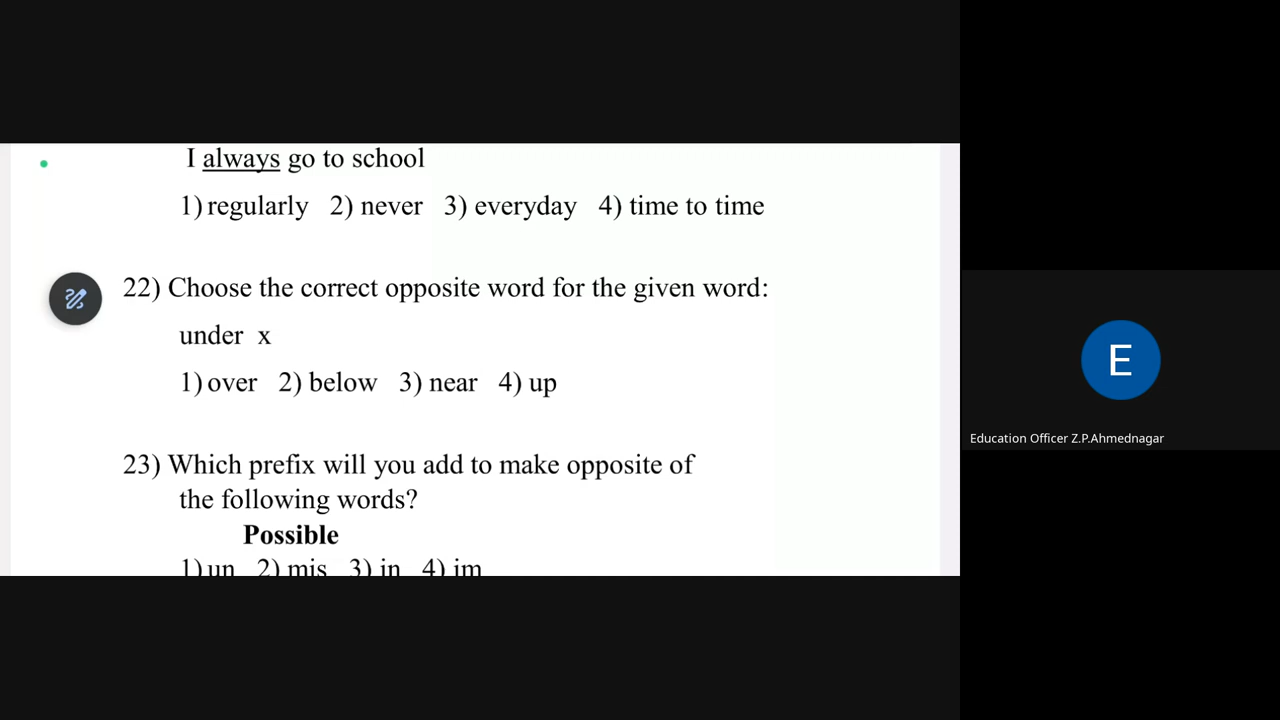 I always go to school
1) regularly 2) never 3) everyday 4) time to time
22) Choose the correct opposite word for the given word:
under x
1) over 2) below 3) near 4) up
23) Which prefix will you add to make opposite of
the following words?
Possible
1) un 2) mis 3) in 4) im
E
Education Officer Z.P.Ahmednagar